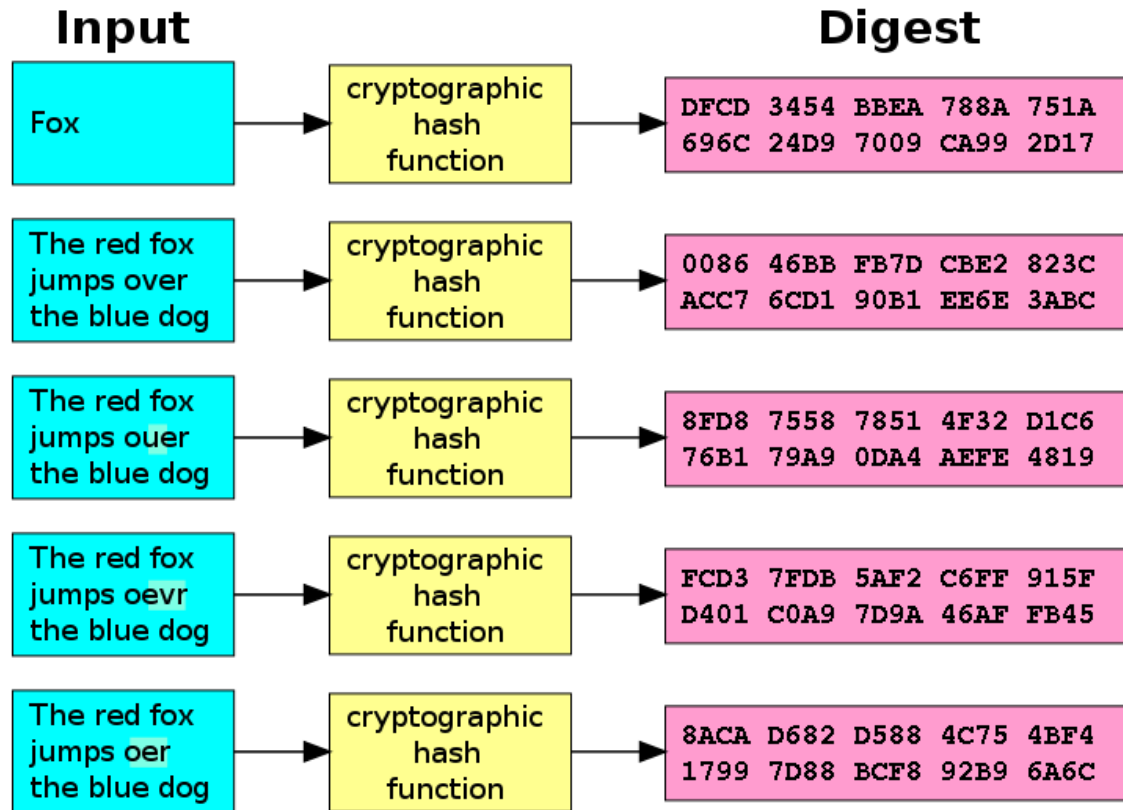 Input
Digest
Fox
cryptographic
hash
function
DFCD 3454 BBEA 788A 751A
696C 24D9 7009 CA99 2D17
The red fox
jumps over
the blue dog
cryptographic
hash
function
0086 46BB FB7D CBE2 823C
ACC7 6CD1 90B1 EE6E 3ABC
The red fox
jumps ouer
the blue dog
cryptographic
hash
function
8FD8 7558 7851 4F32 D1C6
76B1 79A9 0DA4 AEFE 4819
The red fox
jumps oevr
the blue dog
cryptographic
hash
function
FCD3 7FDB 5AF2 C6FF 915F
D401 C0A9 7D9A 46AF FB45
The red fox
jumps oer
the blue dog
cryptographic
hash
function
8ACA D682 D588 4C75 4BF4
1799 7D88 BCF8 92B9 6A6C